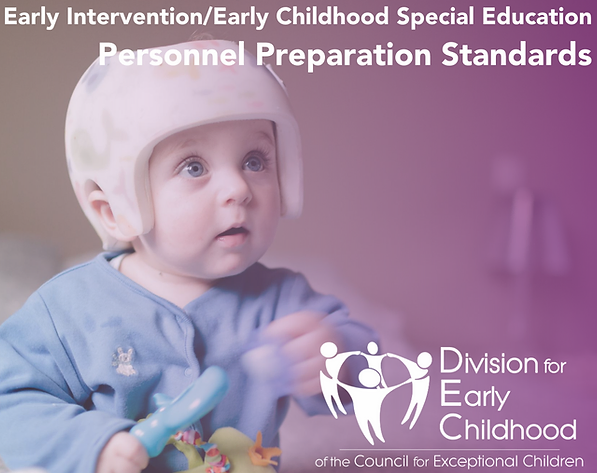 Early Intervention/Early Childhood Special Education
Personnel Preparation Standards
Division for
Early
Childhood
of the Council for Exceptional Children